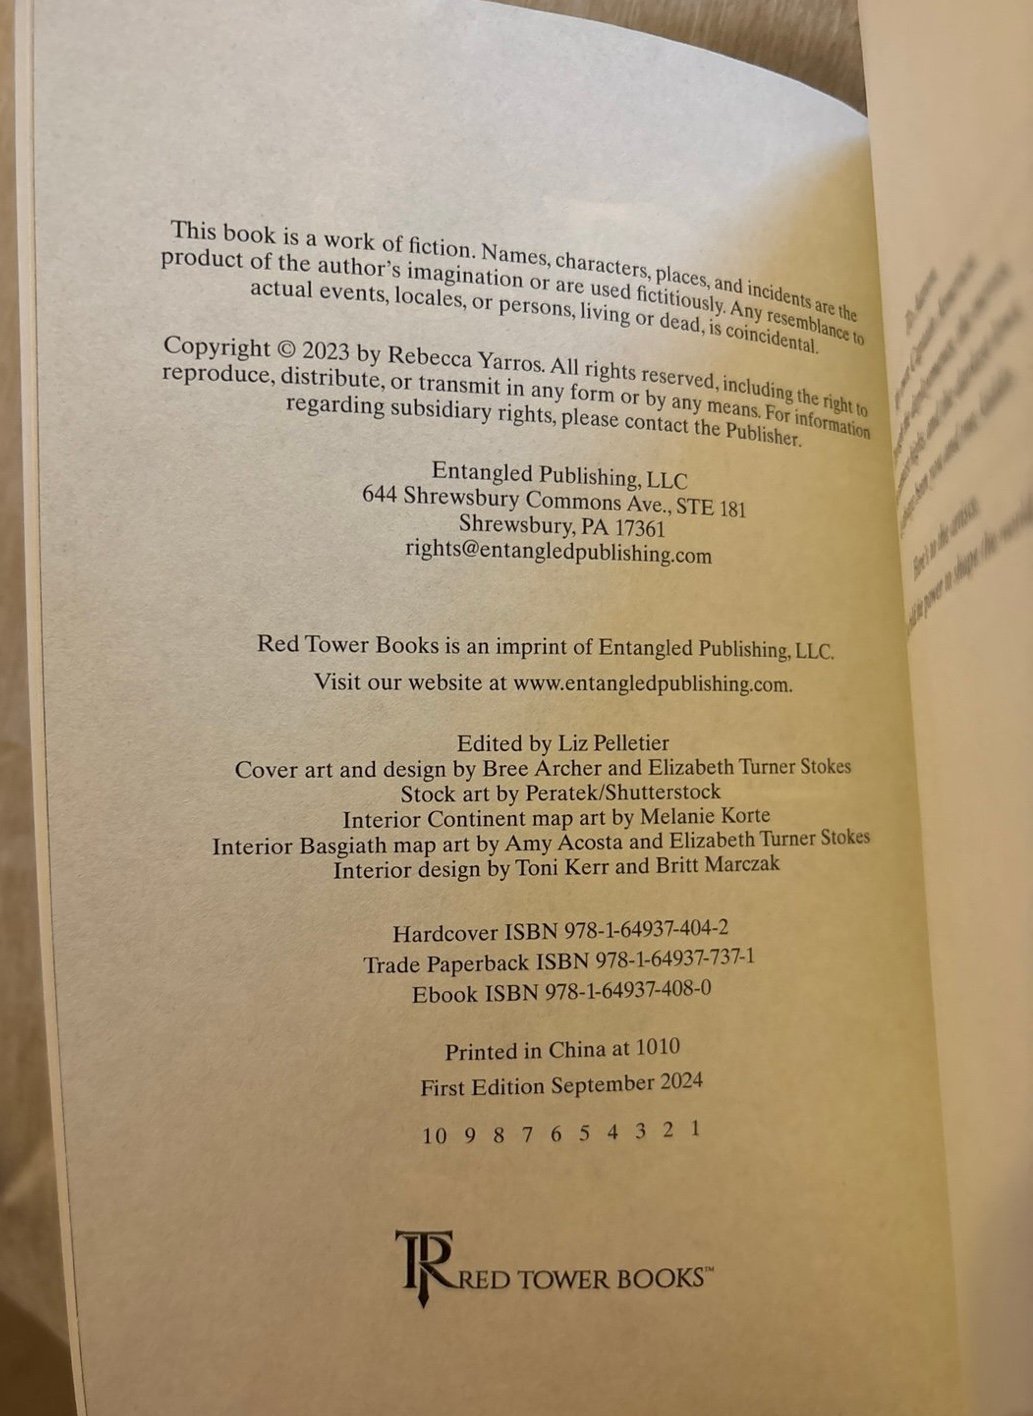 This book is a work of fiction. Names, characters, places, and incidents are the
product of the author's imagination or are used fictitiously. Any resemblance to
actual events, locales, or persons, living or dead, is coincidental.
Copyright © 2023 by Rebecca Yarros. All rights reserved, including the right to
reproduce, distribute, or transmit in any form or by any means. For information
regarding subsidiary rights, please contact the Publisher.
Entangled Publishing, LLC
644 Shrewsbury Commons Ave., STE 181
Shrewsbury, PA 17361
rights@entangledpublishing.com
Red Tower Books is an imprint of Entangled Publishing, LLC.
Visit our website at www.entangledpublishing.com.
Edited by Liz Pelletier
Cover art and design by Bree Archer and Elizabeth Turner Stokes
Stock art by Peratek/Shutterstock
Interior Continent map art by Melanie Korte
Interior Basgiath map art by Amy Acosta and Elizabeth Turner Stokes
Interior design by Toni Kerr and Britt Marczak
Hardcover ISBN 978-1-64937-404-2
Trade Paperback ISBN 978-1-64937-737-1
Ebook ISBN 978-1-64937-408-0
Printed in China at 1010
First Edition September 2024
10 9 8 7 6 5 4 3 2 1
TR RED TOWER BOOKS™
Here's to the artists.
power to shape the